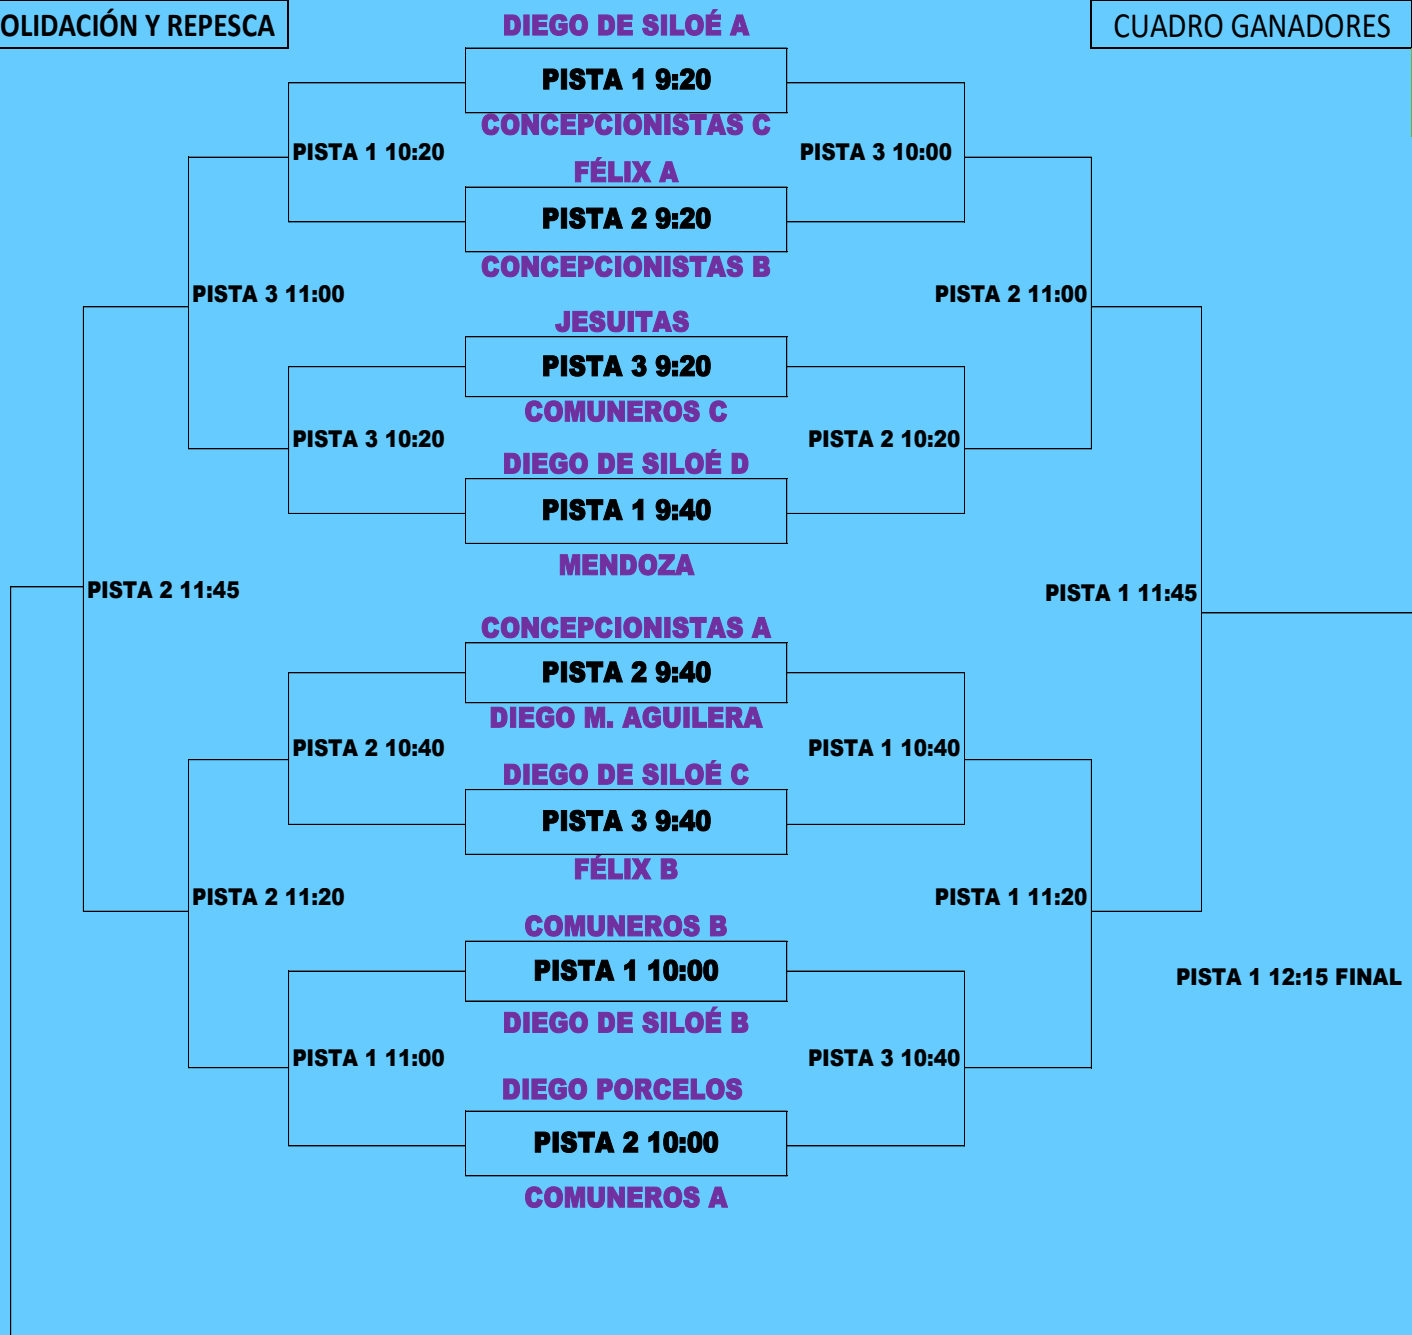 OLIDACIÓN Y REPESCA
DIEGO DE SILOÉ A
CUADRO GANADORES
PISTA 1 9:20
CONCEPCIONISTAS C
PISTA 1 10:20
PISTA 3 10:00
FÉLIX A
PISTA 2 9:20
CONCEPCIONISTAS B
PISTA 3 11:00
PISTA 2 11:00
JESUITAS
PISTA 3 9:20
COMUNEROS C
PISTA 3 10:20
PISTA 2 10:20
DIEGO DE SILOÉ D
PISTA 1 9:40
MENDOZA
PISTA 2 11:45
PISTA 1 11:45
CONCEPCIONISTAS A
PISTA 2 9:40
DIEGO M. AGUILERA
PISTA 2 10:40
PISTA 1 10:40
DIEGO DE SILOÉ C
PISTA 3 9:40
FÉLIX B
PISTA 2 11:20
PISTA 1 11:20
COMUNEROS B
PISTA 1 10:00
PISTA 1 12:15 FINAL
DIEGO DE SILOÉ B
PISTA 1 11:00
PISTA 3 10:40
DIEGO PORCELOS
PISTA 2 10:00
COMUNEROS A